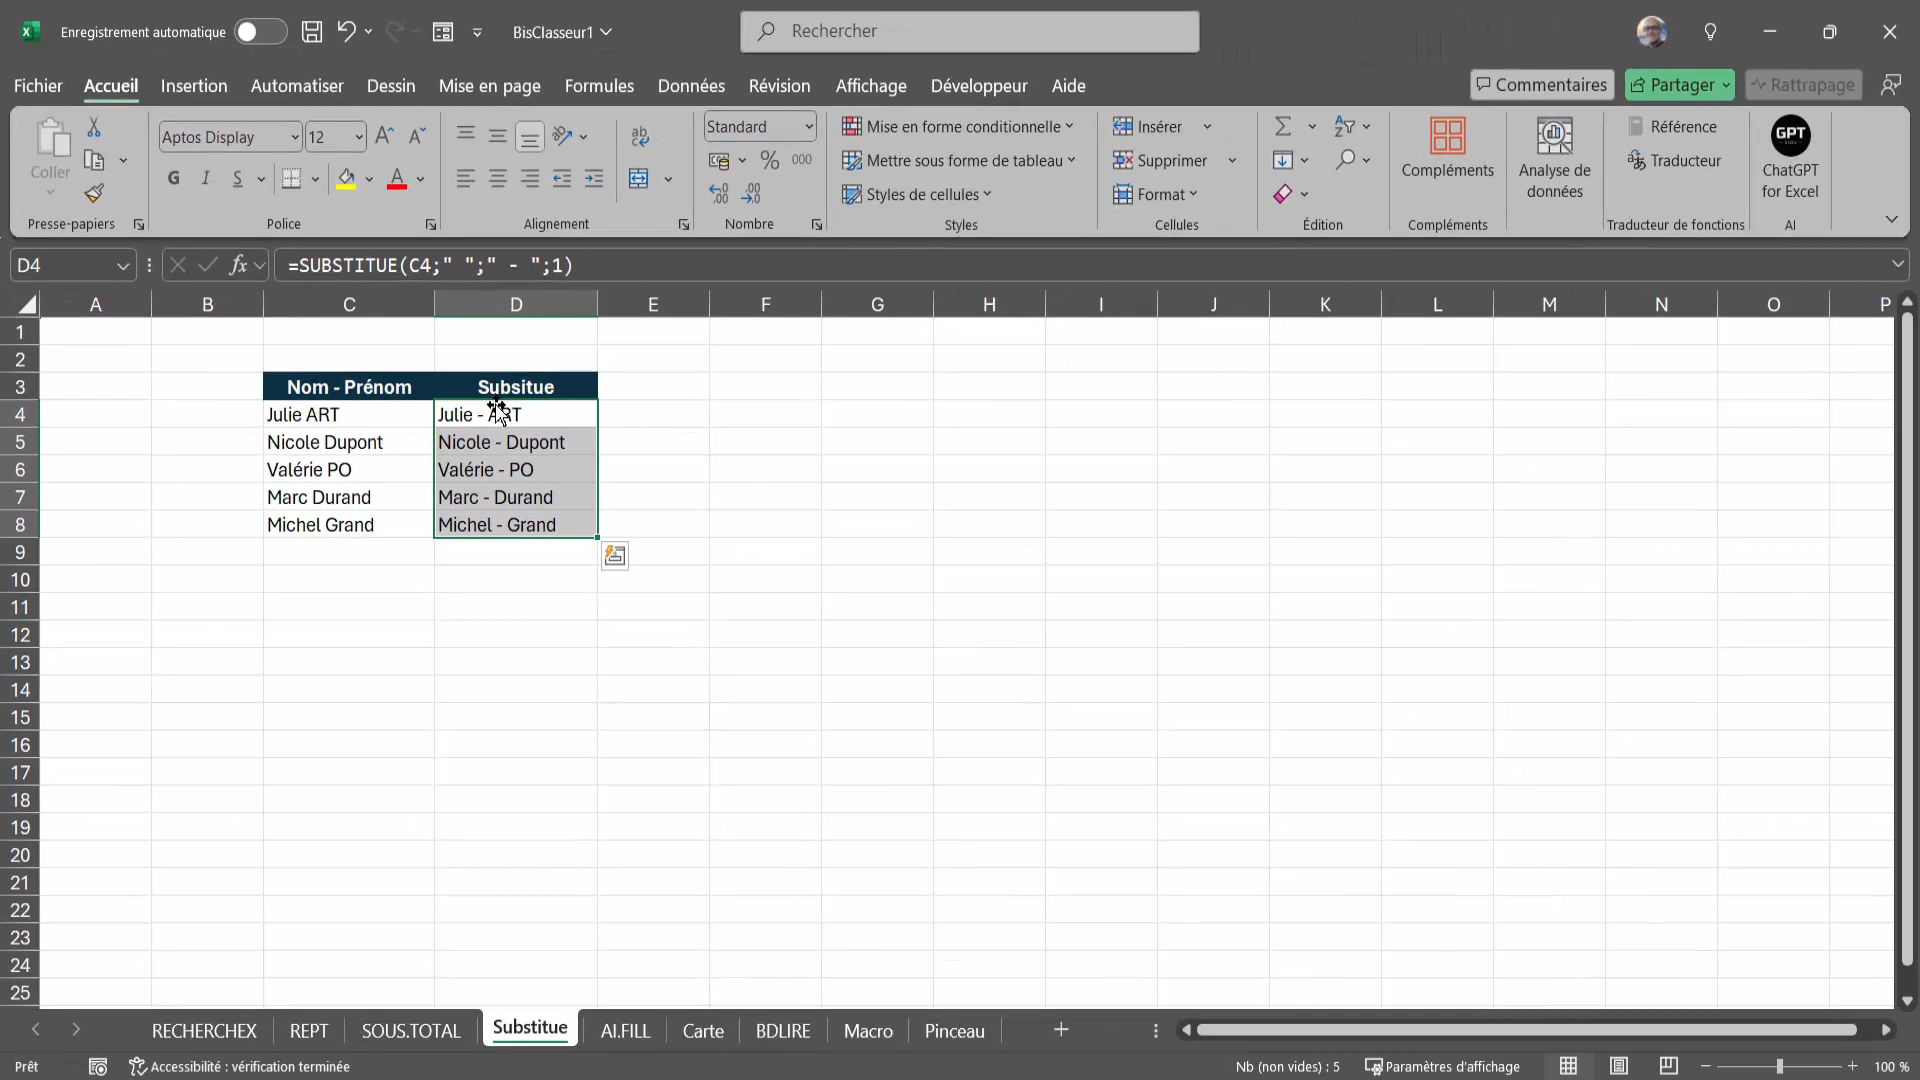 Enregistrement automatique BisClasseur1 Rechercher
Fichier Accueil Insertion Automatiser Dessin Mise en page Formules Données Révision Affichage Développeur Aide Commentaires Partager Rattrapage
Coller
Presse-papiers
Aptos Display 12
G I S
Police
ab
Alignement
Standard
% 000
Nombre
Mise en forme conditionnelle
Mettre sous forme de tableau
Styles de cellules
Styles
Insérer
Supprimer
Format
Cellules
Édition
Compléments
Compléments
Analyse de
données
Référence
Traducteur
Traducteur de fonctions
GPT
ChatGPT
for Excel
AI
D4 fx =SUBSTITUE(C4;" ";" - ";1)
A B C D E F G H I J K L M N O P
1
2
3 Nom - Prénom Subsitue
4 Julie ART Julie - ART
5 Nicole Dupont Nicole - Dupont
6 Valérie PO Valérie - PO
7 Marc Durand Marc - Durand
8 Michel Grand Michel - Grand
9
10
11
12
13
14
15
16
17
18
19
20
21
22
23
24
25
RECHERCHEX REPT SOUS.TOTAL Substitue AI.FILL Carte BDLIRE Macro Pinceau
Prêt Accessibilité : vérification terminée Nb (non vides) : 5 Paramètres d'affichage 100 %